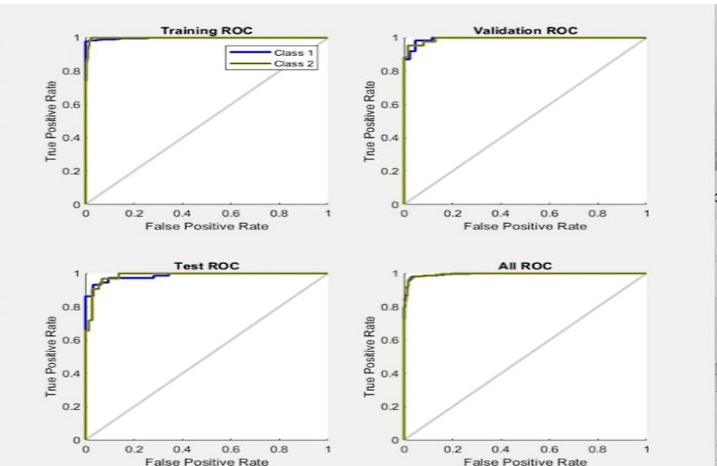 Training ROC
True Positive Rate
1
0.8
0.6
0.4
0.2
0
Class 1
Class 2
0 0.2 0.4 0.6 0.8 1
False Positive Rate
Validation ROC
True Positive Rate
1
0.8
0.6
0.4
0.2
0
0 0.2 0.4 0.6 0.8 1
False Positive Rate
Test ROC
True Positive Rate
1
0.8
0.6
0.4
0.2
0
0 0.2 0.4 0.6 0.8 1
False Positive Rate
All ROC
True Positive Rate
1
0.8
0.6
0.4
0.2
0
0 0.2 0.4 0.6 0.8 1
False Positive Rate